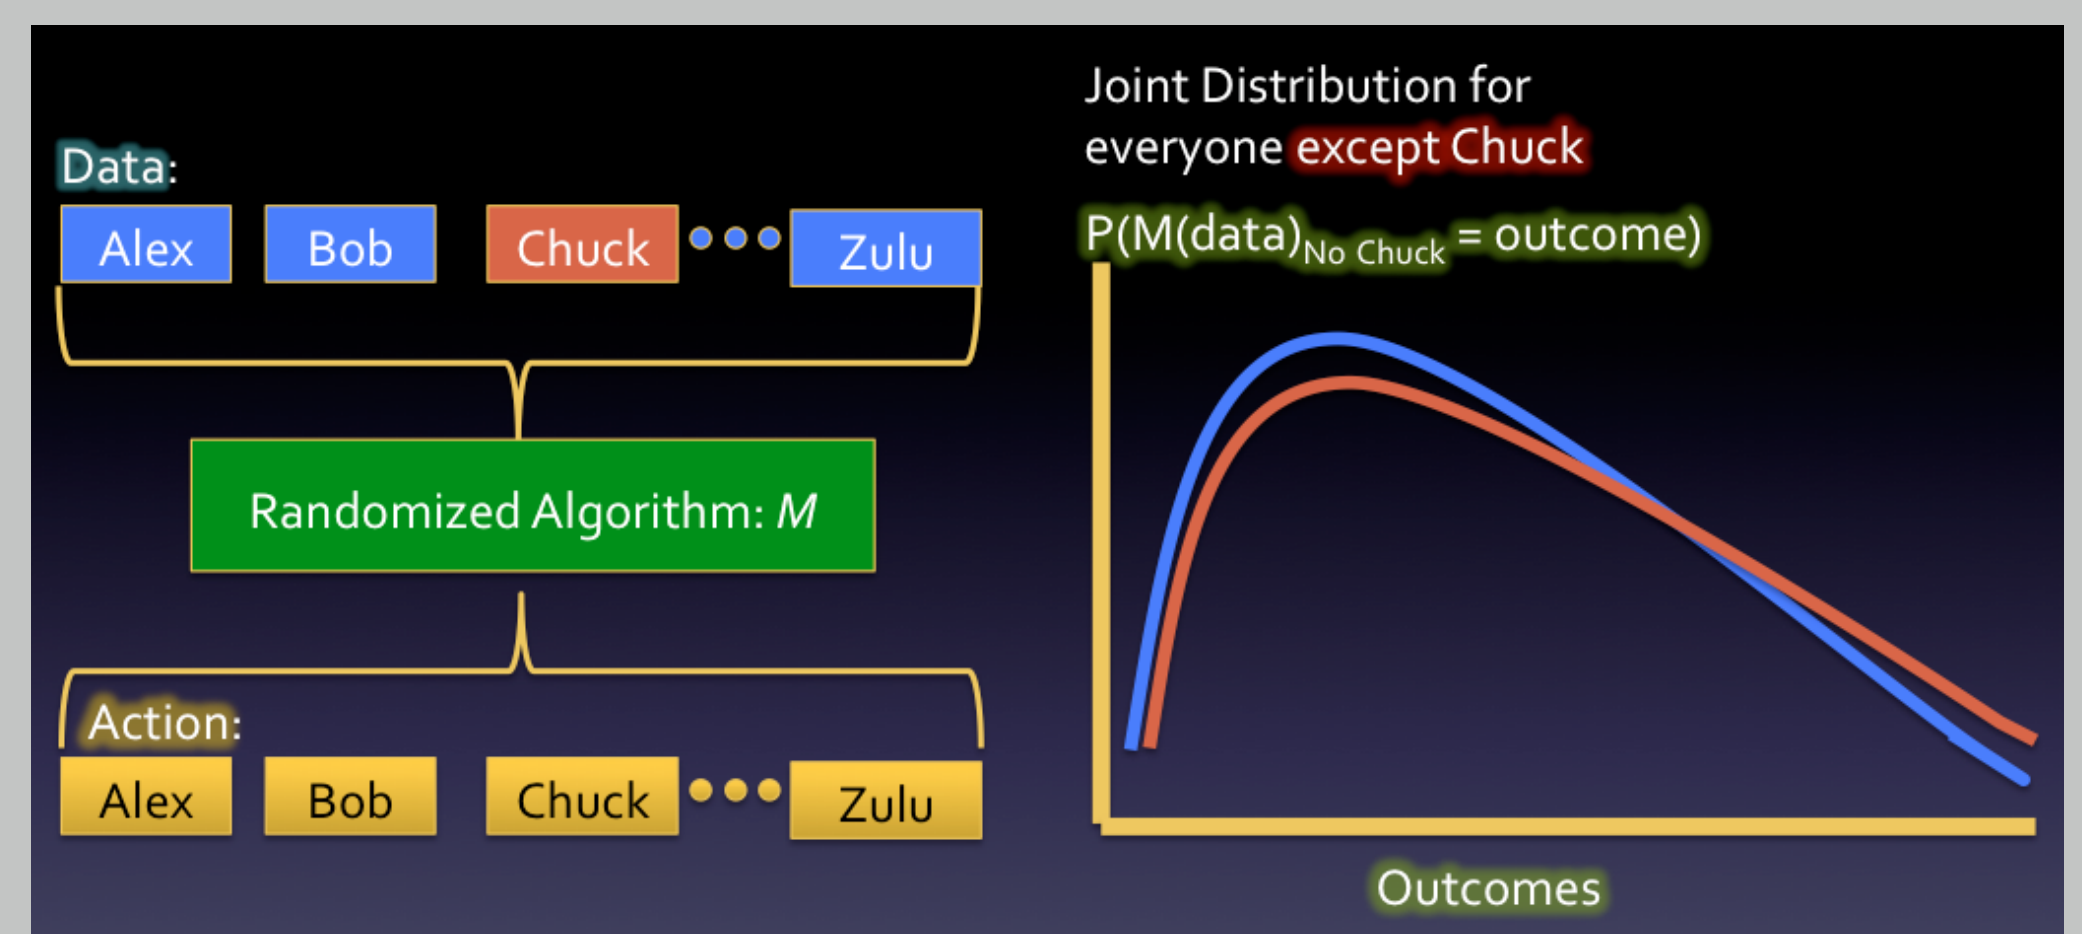 Data:
Alex Bob Chuck Zulu
Randomized Algorithm: M
Action:
Alex Bob Chuck Zulu
Joint Distribution for
everyone except Chuck
P(M(data)No Chuck = outcome)
Outcomes